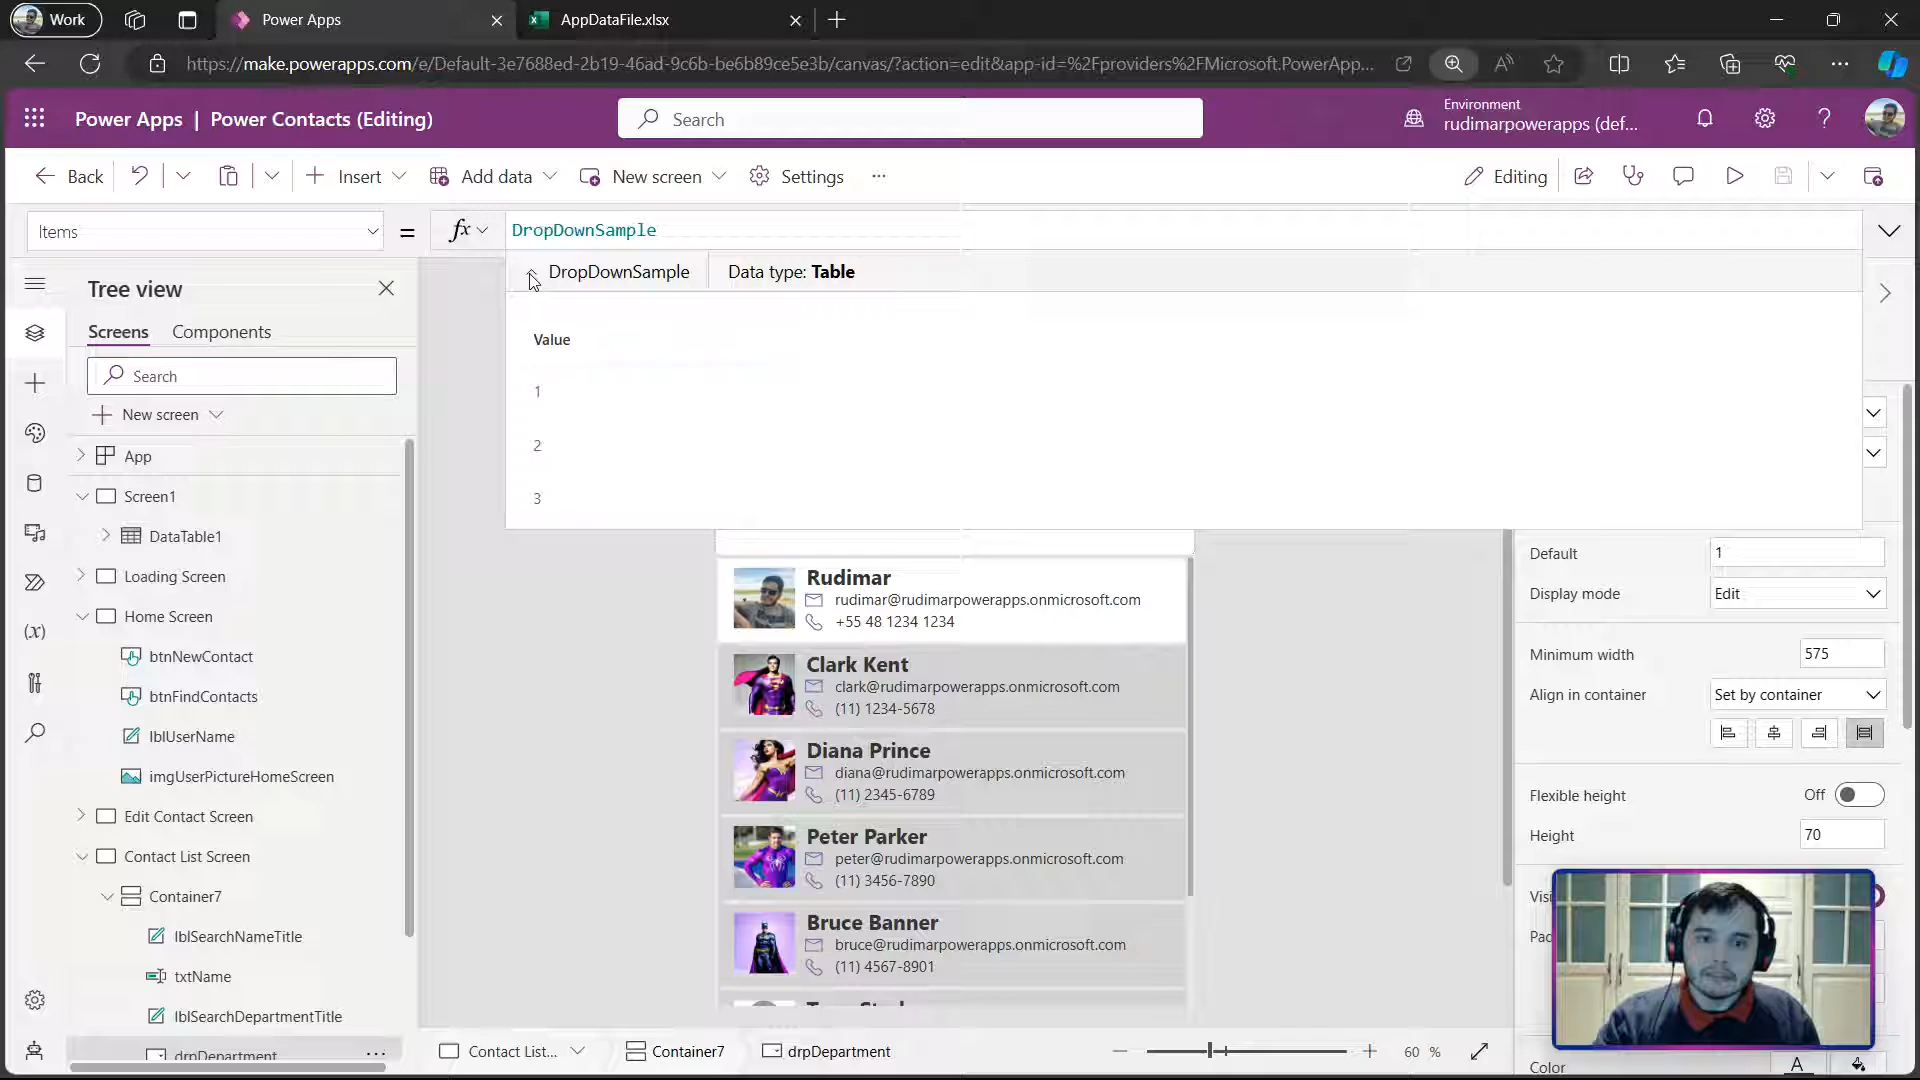 Work
Power Apps
AppDataFile.xlsx
https://make.powerapps.com/e/Default-3e7688ed-2b19-46ad-9c6b-be6b89ce5e3b/canvas/?action=edit&app-id=%2Fproviders%2FMicrosoft.PowerApp...
Power Apps | Power Contacts (Editing)
Search
Environment
rudimarpowerapps (def...
Back
Insert
Add data
New screen
Settings
Editing
Items
=
fx
DropDownSample
DropDownSample
Data type: Table
Value
1
2
3
Tree view
Screens
Components
Search
New screen
App
Screen1
DataTable1
Loading Screen
Home Screen
btnNewContact
btnFindContacts
lblUserName
imgUserPictureHomeScreen
Edit Contact Screen
Contact List Screen
Container7
lblSearchNameTitle
txtName
lblSearchDepartmentTitle
drpDepartment
Rudimar
rudimar@rudimarpowerapps.onmicrosoft.com
+55 48 1234 1234
Clark Kent
clark@rudimarpowerapps.onmicrosoft.com
(11) 1234-5678
Diana Prince
diana@rudimarpowerapps.onmicrosoft.com
(11) 2345-6789
Peter Parker
peter@rudimarpowerapps.onmicrosoft.com
(11) 3456-7890
Bruce Banner
bruce@rudimarpowerapps.onmicrosoft.com
(11) 4567-8901
Default
1
Display mode
Edit
Minimum width
575
Align in container
Set by container
Flexible height
Off
Height
70
Visi
Pad
Color
Contact List...
Container7
drpDepartment
60 %